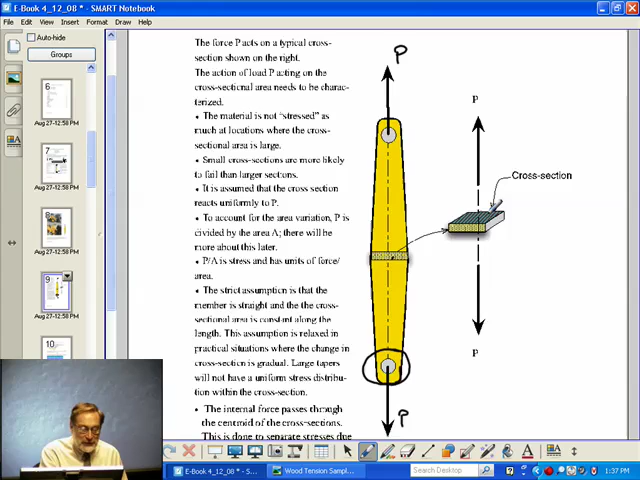 E-Book 4_12_08 * - SMART Notebook
File Edit View Insert Format Draw Help
Auto-hide
Groups
6
Aug 27-12:58 PM
7
Aug 27-12:58 PM
8
Aug 27-12:58 PM
9
Aug 27-12:58 PM
10
The force P acts on a typical cross-
section shown on the right.
The action of load P acting on the
cross-sectional area needs to be charac-
terized.
• The material is not "stressed" as
much at locations where the cross-
sectional area is large.
• Small cross-sections are more likely
to fail than larger sections.
• It is assumed that the cross section
reacts uniformly to P.
• To account for the area variation, P is
divided by the area A; there will be
more about this later.
• P/A is stress and has units of force/
area.
• The strict assumption is that the
member is straight and the the cross-
sectional area is constant along the
length. This assumption is relaxed in
practical situations where the change in
cross-section is gradual. Large tapers
will not have a uniform stress distribu-
tion within the cross-section.
• The internal force passes through
the centroid of the cross-sections.
This is done to separate stresses due
P
P
P
Cross-section
P
E-Book 4_12_08 * - ...
Wood Tension Sampl...
Search Desktop
1:37 PM